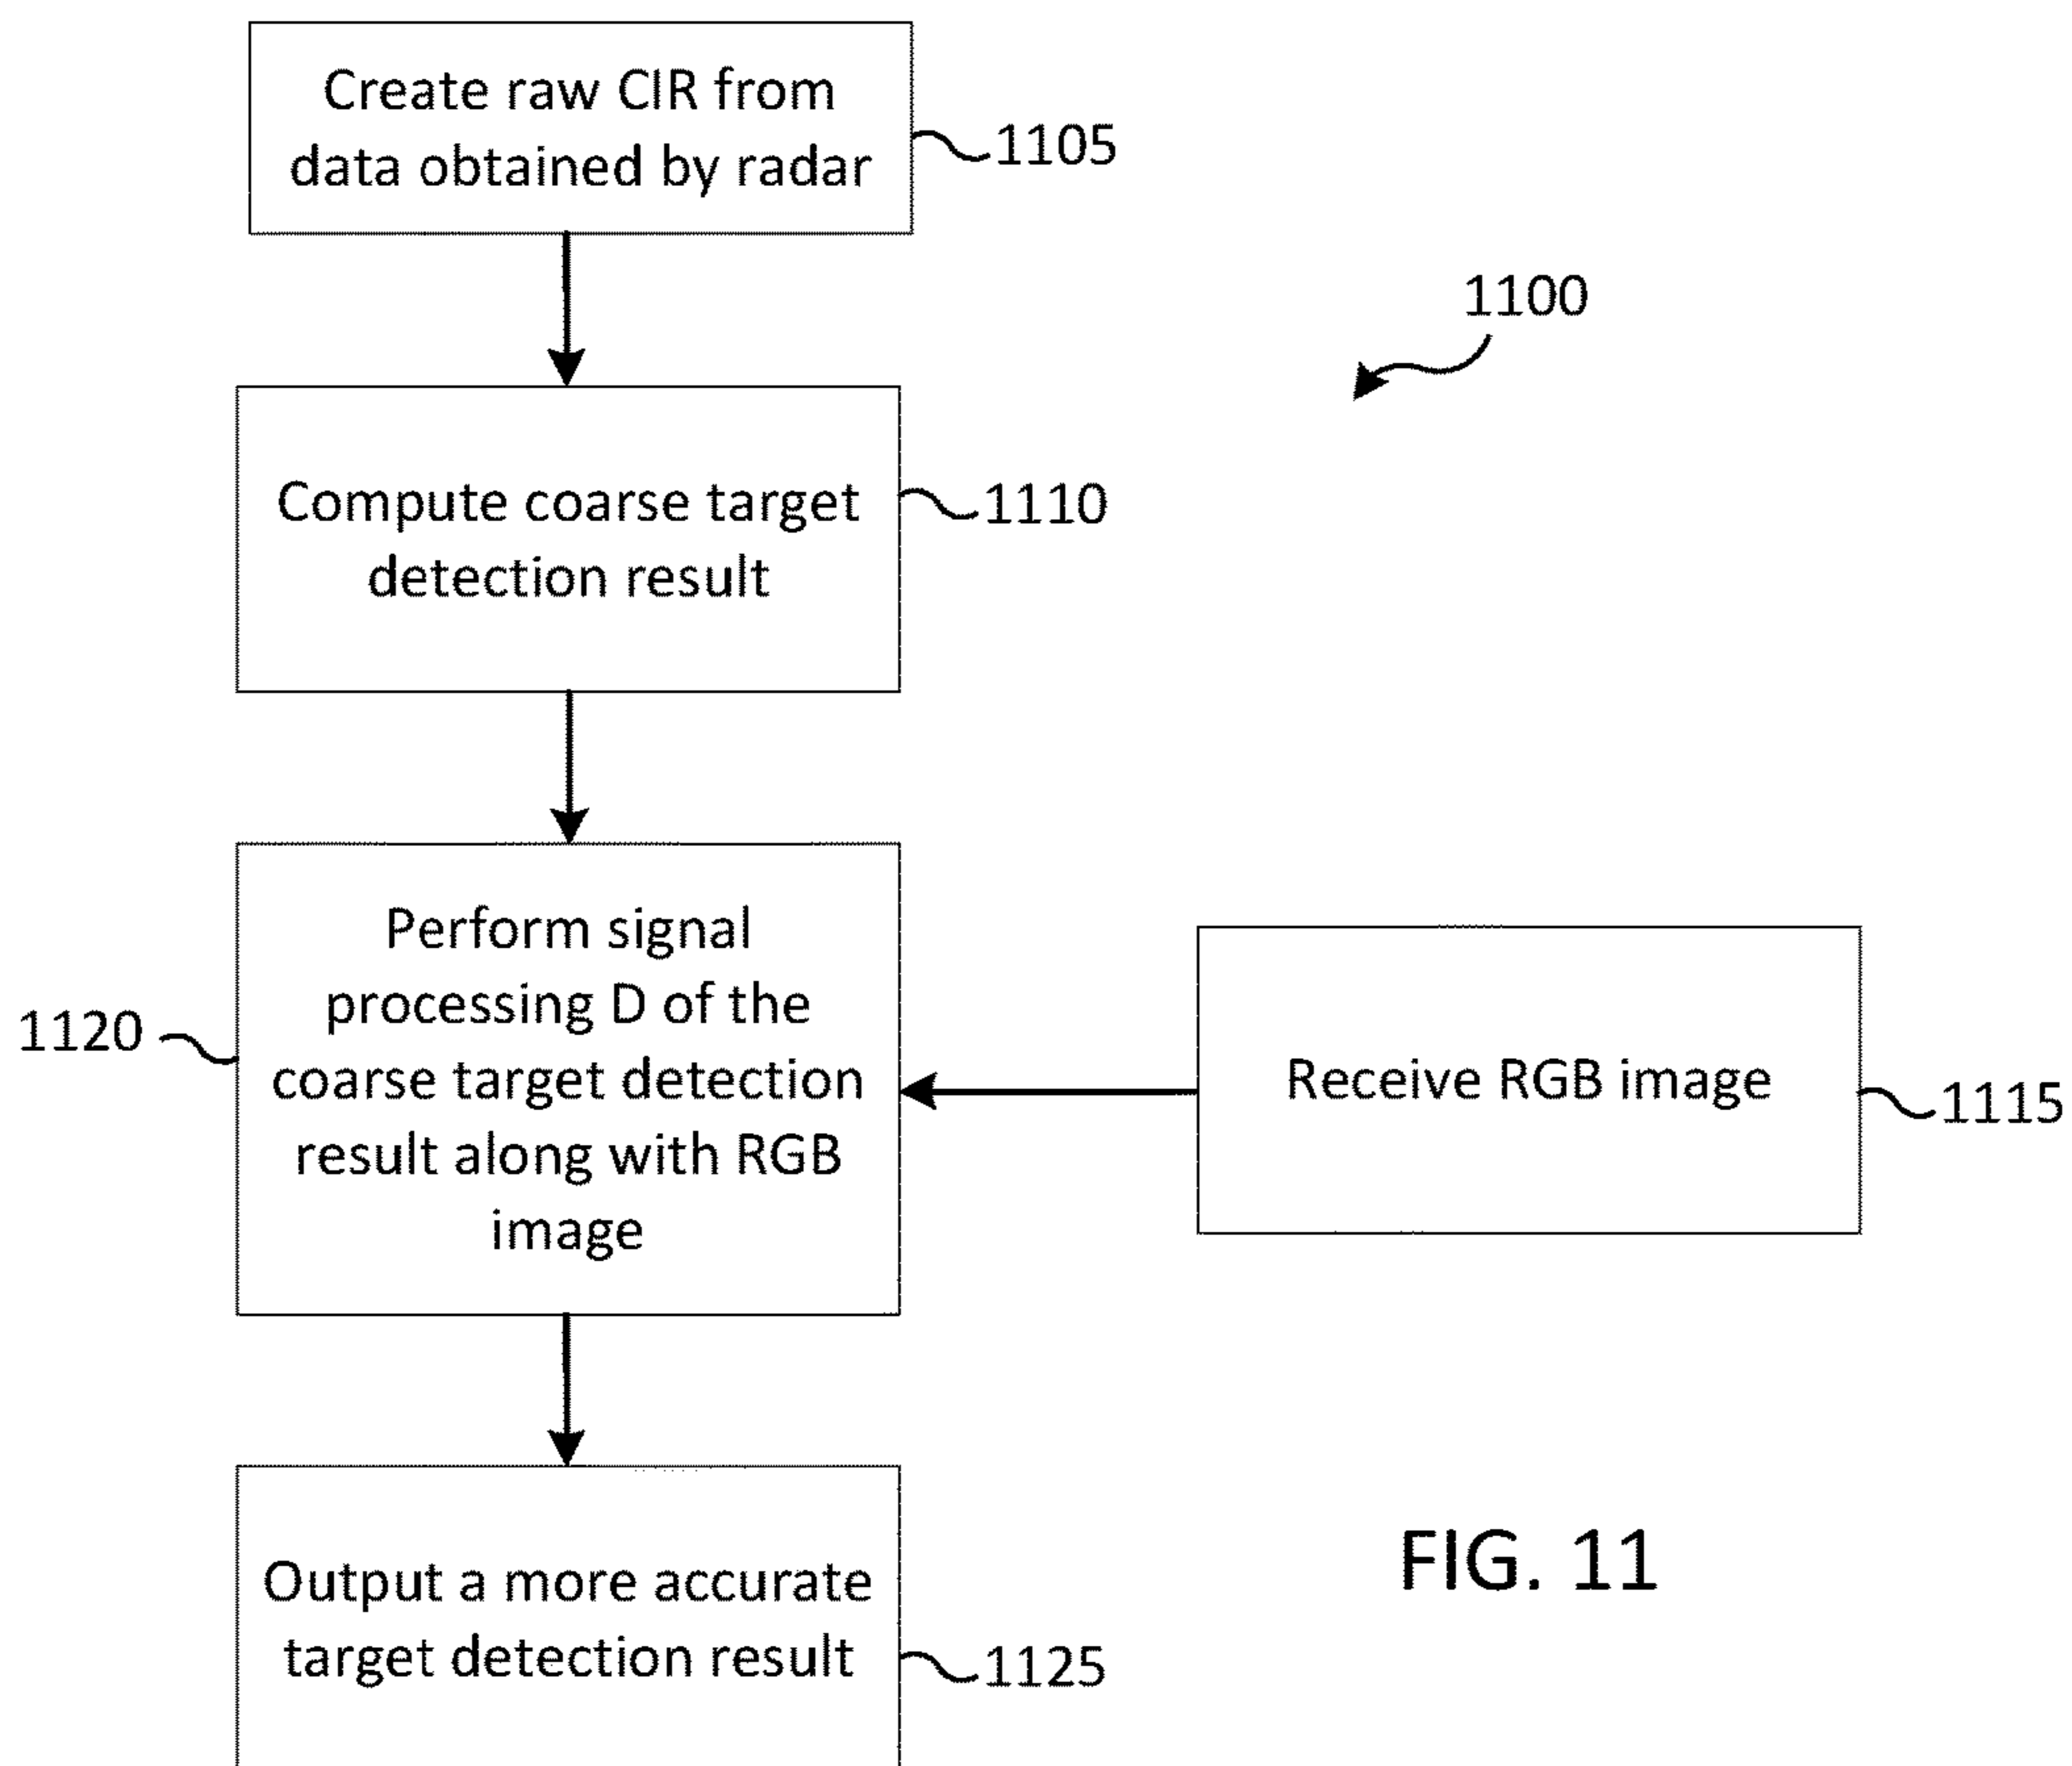 Create raw CIR from
data obtained by radar
1105
1100
Compute coarse target
detection result
1110
Perform signal
processing D of the
coarse target detection
result along with RGB
image
1120
Receive RGB image
1115
Output a more accurate
target detection result
1125
FIG. 11